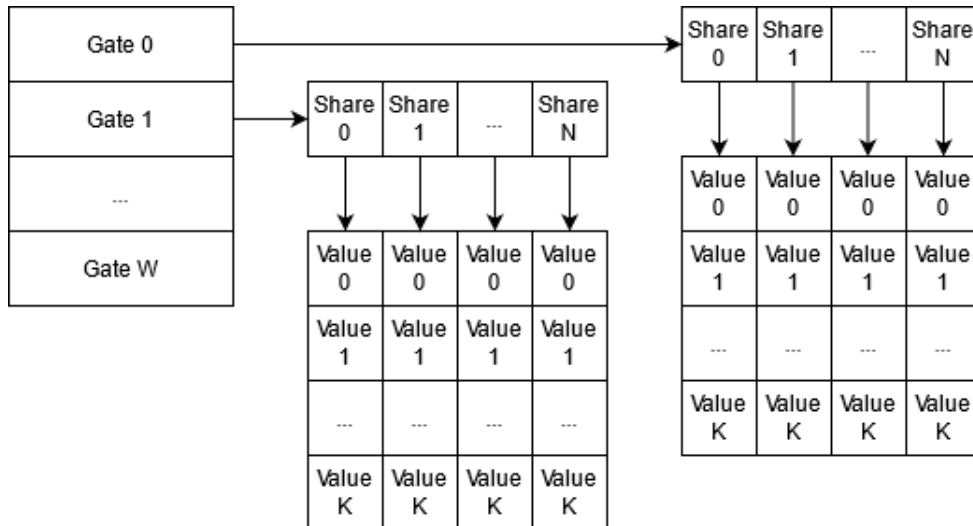 Gate 0
Gate 1
...
Gate W
Share 0
Share 1
...
Share N
Value 0
Value 0
Value 0
Value 0
Value 1
Value 1
Value 1
Value 1
...
...
...
...
Value K
Value K
Value K
Value K
Share 0
Share 1
...
Share N
Value 0
Value 0
Value 0
Value 0
Value 1
Value 1
Value 1
Value 1
...
...
...
...
Value K
Value K
Value K
Value K